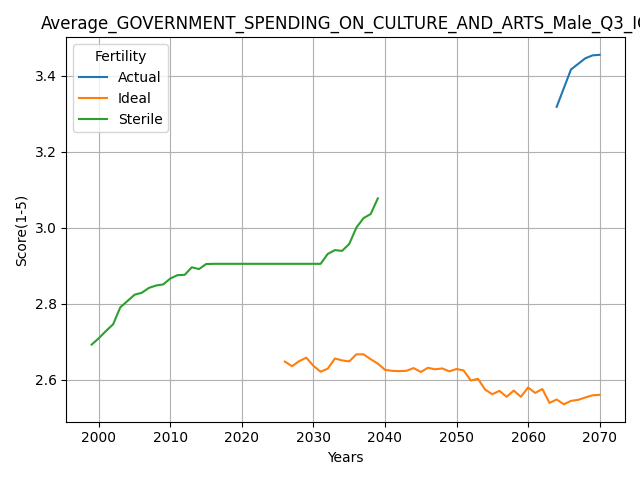 Average_GOVERNMENT_SPENDING_ON_CULTURE_AND_ARTS_Male_Q3_IC
Fertility
Actual
Ideal
Sterile
Score(1-5)
3.4
3.2
3.0
2.8
2.6
2000 2010 2020 2030 2040 2050 2060 2070
Years